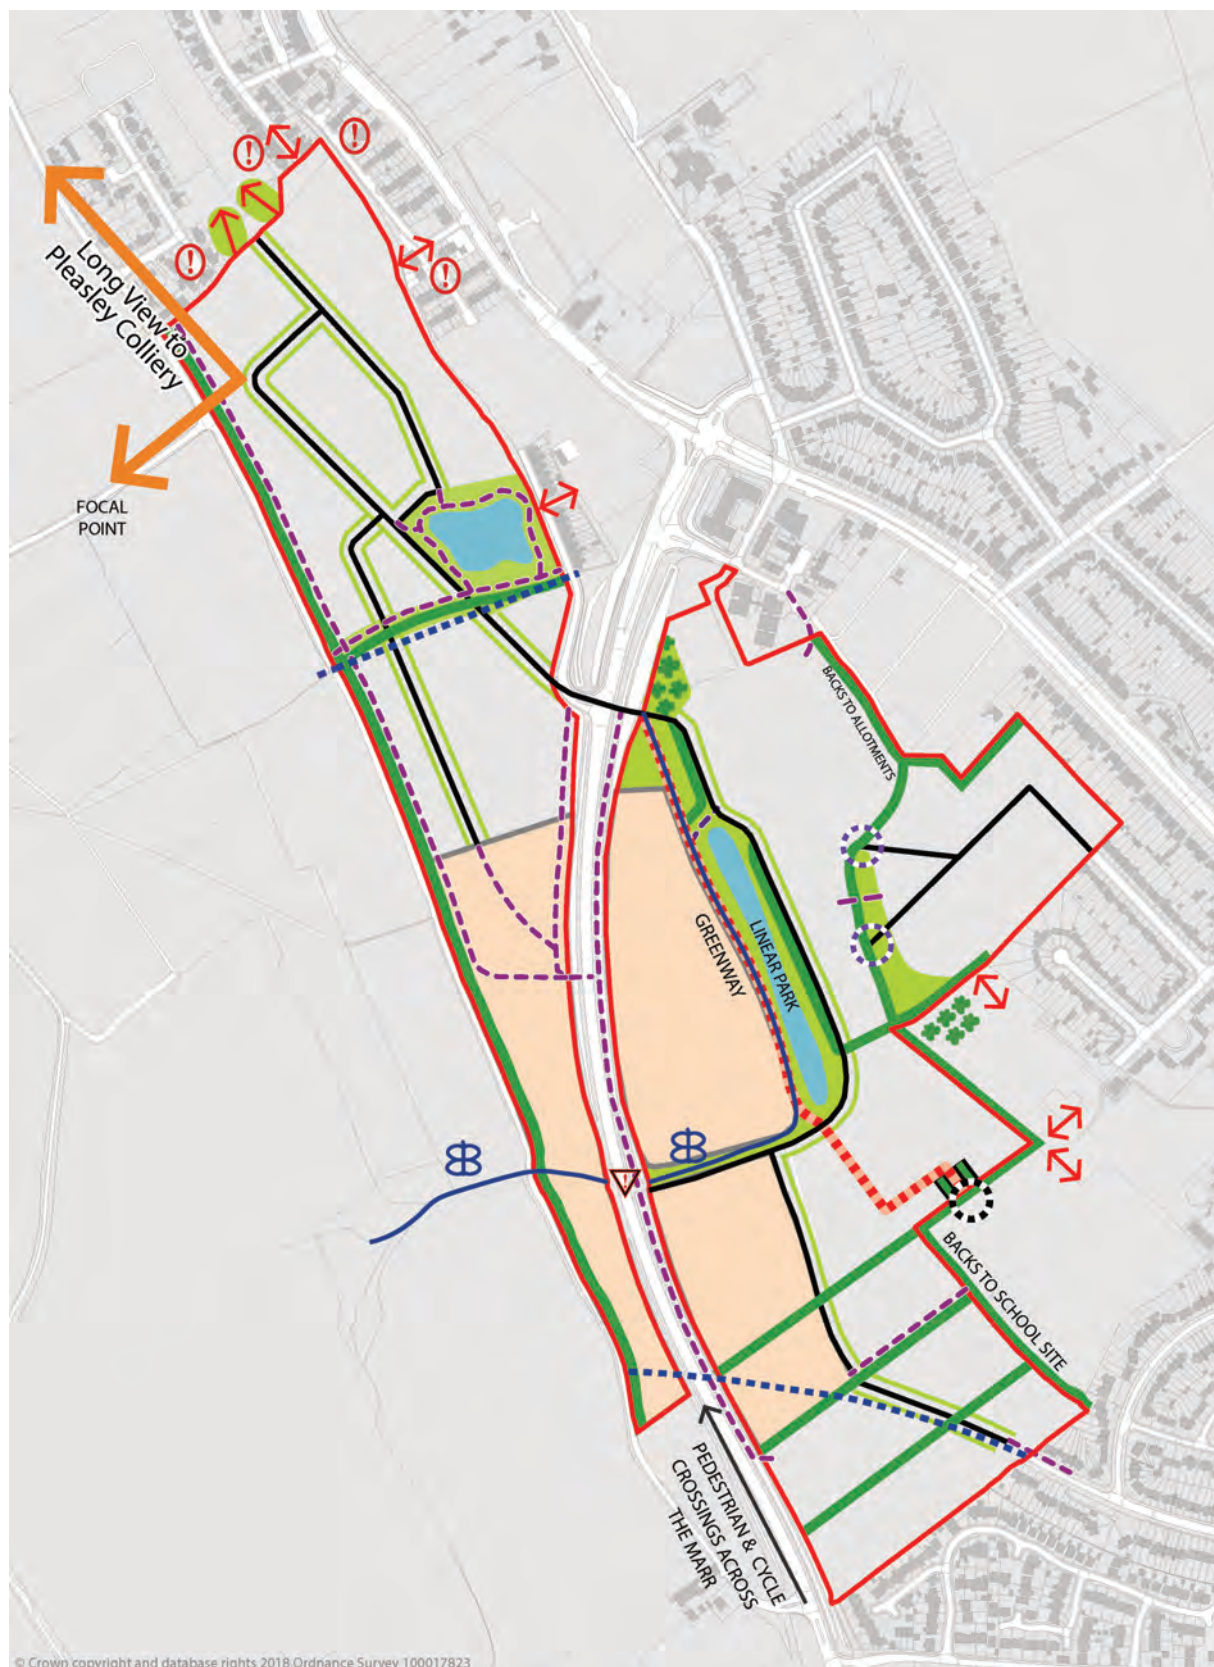 Long View to
Pleasley Colliery
FOCAL
POINT
BACKS TO ALLOTMENTS
GREENWAY
LINEAR PARK
BACKS TO SCHOOL SITE
PEDESTRIAN & CYCLE
CROSSINGS ACROSS
THE MARR
© Crown copyright and database rights 2018 Ordnance Survey 100017823